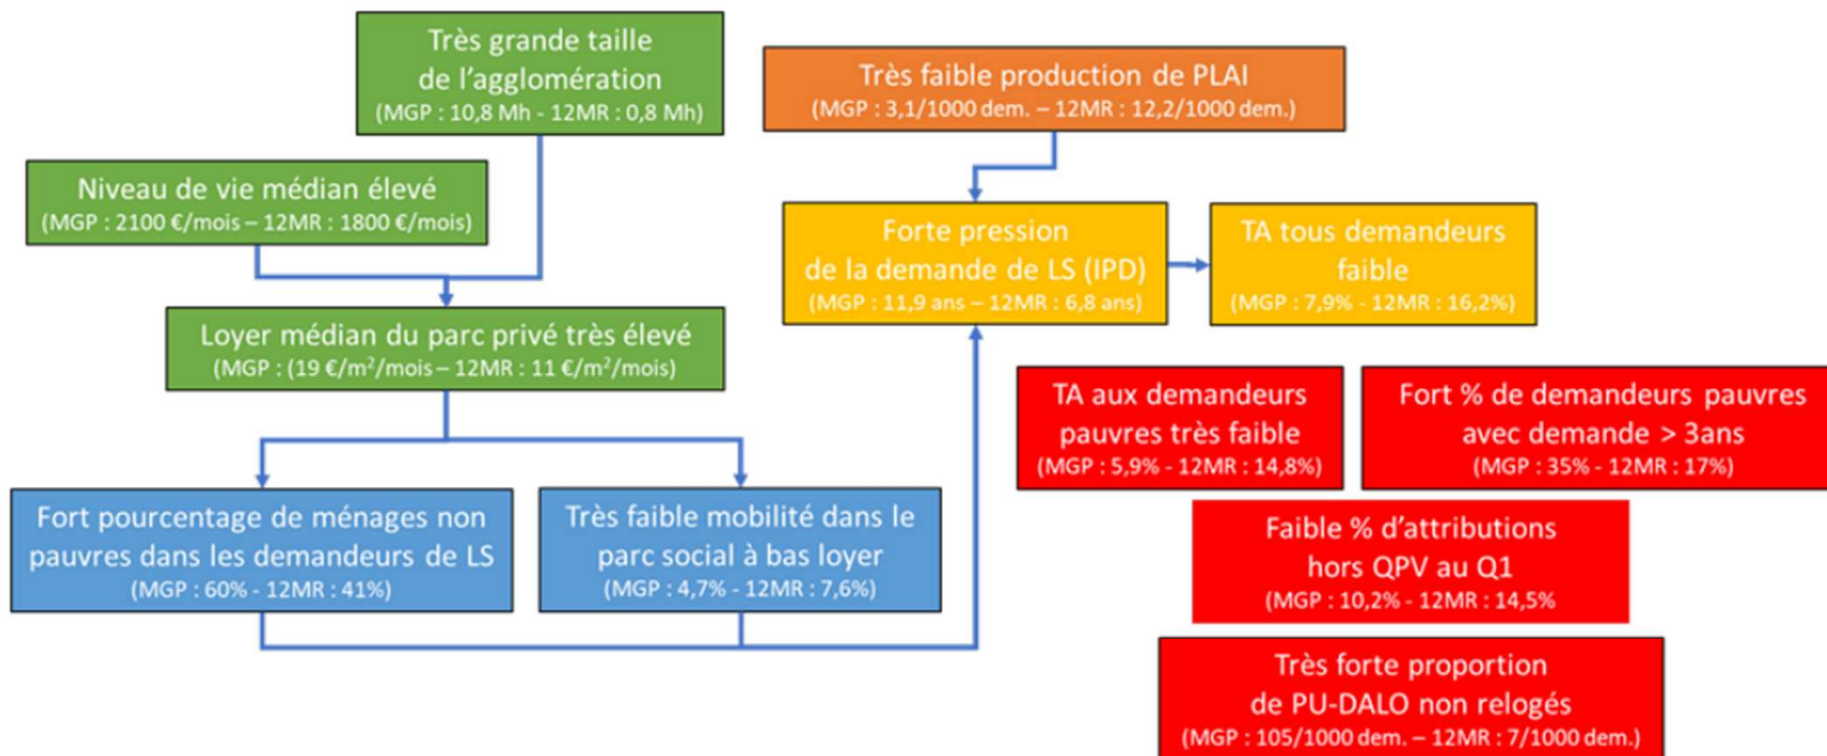 Très grande taille
de l'agglomération
(MGP : 10,8 Mh - 12MR : 0,8 Mh)
Très faible production de PLAI
(MGP : 3,1/1000 dem. – 12MR : 12,2/1000 dem.)
Niveau de vie médian élevé
(MGP : 2100 €/mois – 12MR : 1800 €/mois)
Forte pression
de la demande de LS (IPD)
(MGP : 11,9 ans – 12MR : 6,8 ans)
TA tous demandeurs
faible
(MGP : 7,9% - 12MR : 16,2%)
Loyer médian du parc privé très élevé
(MGP : (19 €/m²/mois – 12MR : 11 €/m²/mois)
TA aux demandeurs
pauvres très faible
(MGP : 5,9% - 12MR : 14,8%)
Fort % de demandeurs pauvres
avec demande > 3ans
(MGP : 35% - 12MR : 17%)
Fort pourcentage de ménages non
pauvres dans les demandeurs de LS
(MGP : 60% - 12MR : 41%)
Très faible mobilité dans le
parc social à bas loyer
(MGP : 4,7% - 12MR : 7,6%)
Faible % d'attributions
hors QPV au Q1
(MGP : 10,2% - 12MR : 14,5%
Très forte proportion
de PU-DALO non relogés
(MGP : 105/1000 dem. – 12MR : 7/1000 dem.)